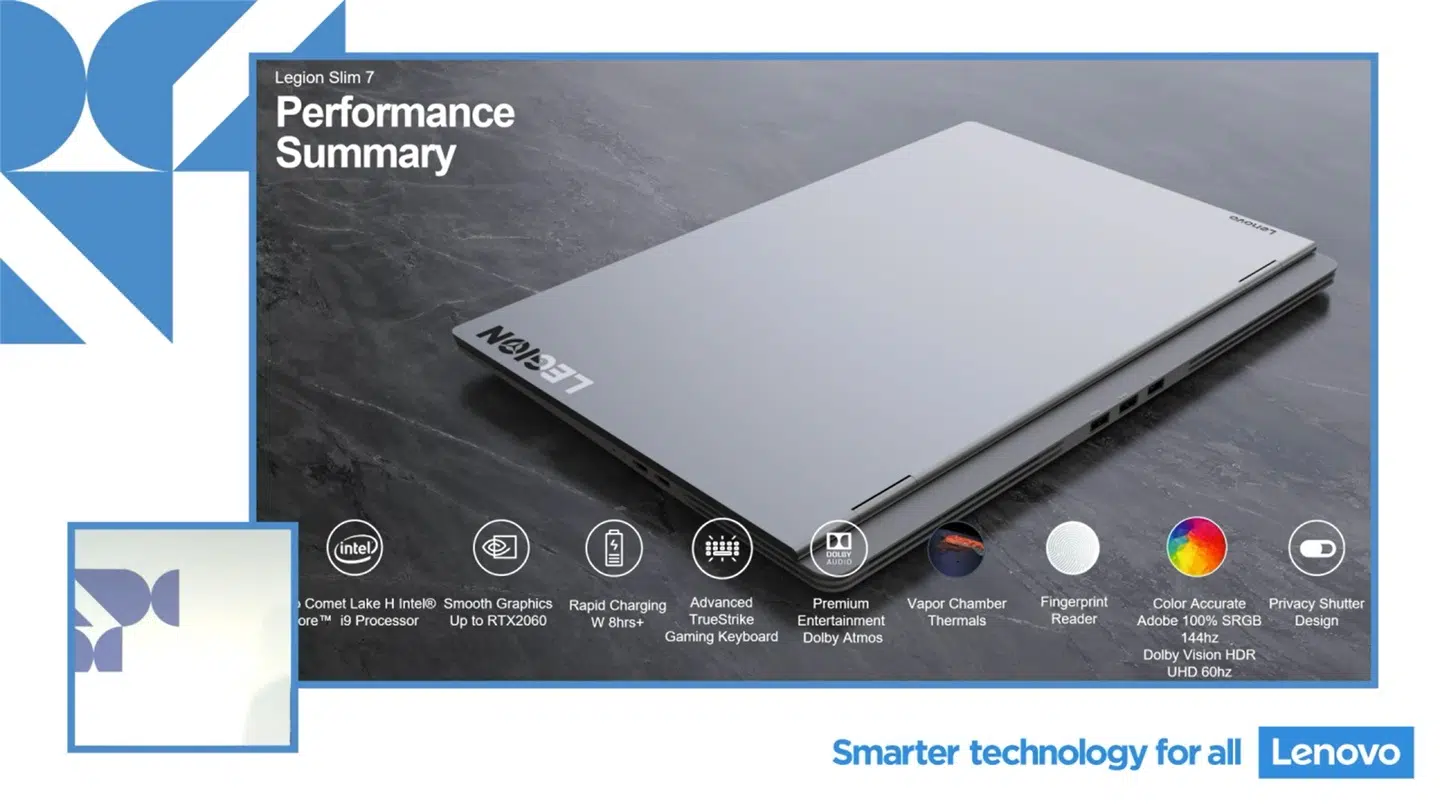 Legion Slim 7
Performance
Summary
Lenovo
LEGION
intel
DOLBY
AUDIO
Comet Lake H Intel®
i9 Processor
Smooth Graphics
Up to RTX2060
Rapid Charging
W 8hrs+
Advanced
TrueStrike
Gaming Keyboard
Premium
Entertainment
Dolby Atmos
Vapor Chamber
Thermals
Fingerprint
Reader
Color Accurate
Adobe 100% SRGB
144hz
Dolby Vision HDR
UHD 60hz
Privacy Shutter
Design
Smarter technology for all
Lenovo